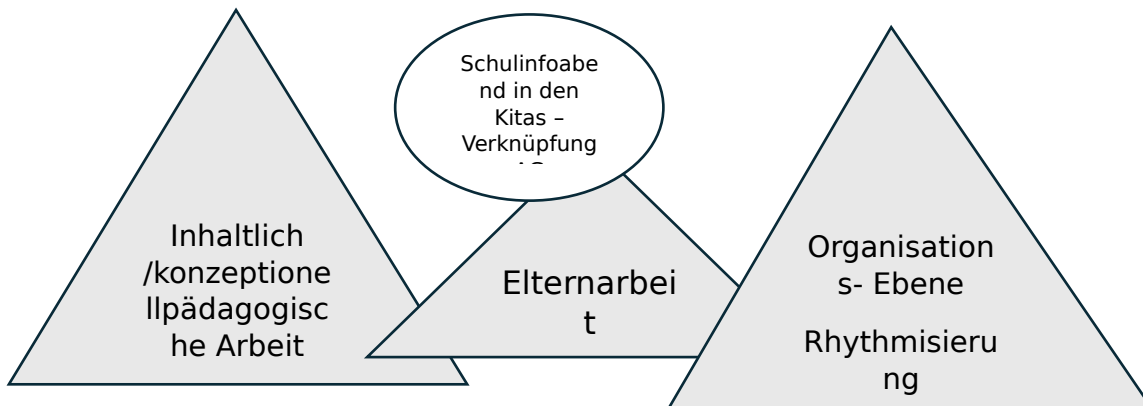 Schulinfoabe
nd in den
Kitas –
Verknüpfung
Inhaltlich
/konzeptione
llpädagogisc
he Arbeit
Elternarbei
t
Organisation
s- Ebene
Rhythmisieru
ng